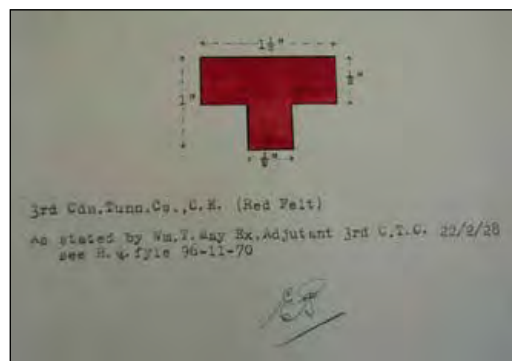 1½"
1" ½"
½"
3rd Cdn.Tunn.Co.,C.E. (Red Felt)
As stated by Wm.T.May Ex.Adjutant 3rd C.T.C. 22/2/28
see H.Q.fyle 96-11-70